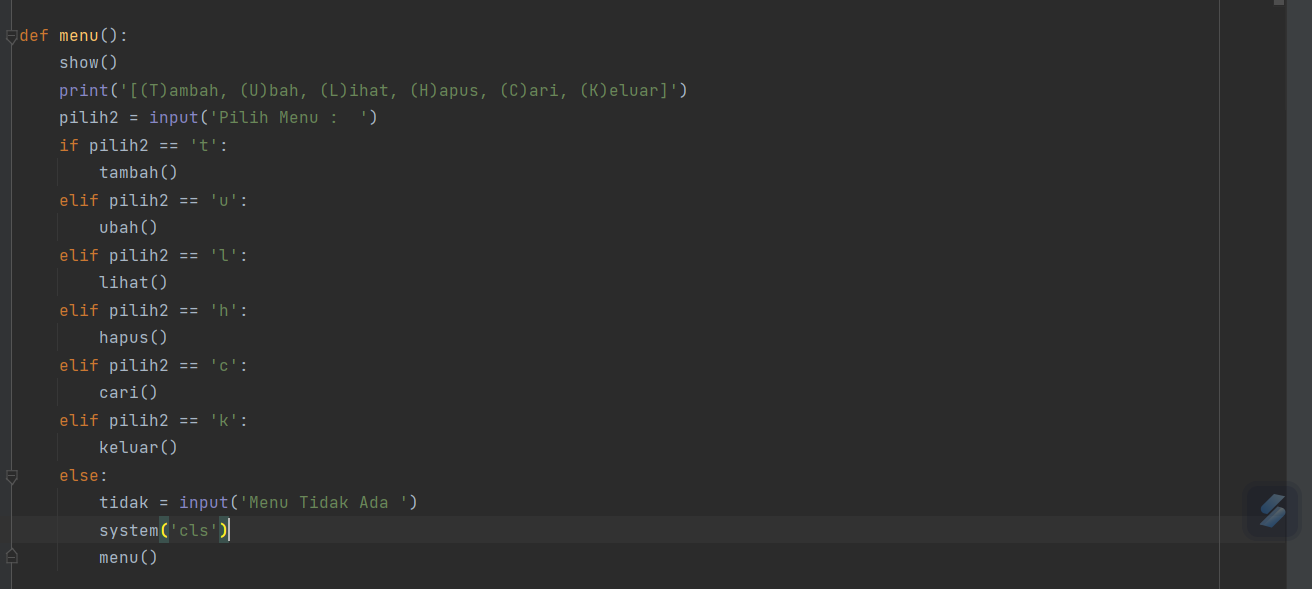 def menu():
    show()
    print('[(T)ambah, (U)bah, (L)ihat, (H)apus, (C)ari, (K)eluar]')
    pilih2 = input('Pilih Menu :  ')
    if pilih2 == 't':
        tambah()
    elif pilih2 == 'u':
        ubah()
    elif pilih2 == 'l':
        lihat()
    elif pilih2 == 'h':
        hapus()
    elif pilih2 == 'c':
        cari()
    elif pilih2 == 'k':
        keluar()
    else:
        tidak = input('Menu Tidak Ada ')
        system('cls')
        menu()